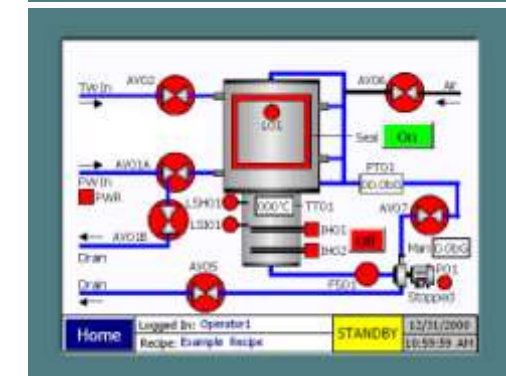 AV02
TW In
AV06
Air
LO1
Seal
On
AV01A
PW In
PWR
PT01
00.0bG
LSH01
000°C
TT01
AV07
LSL01
IH01
IH02
Off
AV01B
Drain
Man
0.0bG
AV05
Drain
FS01
P01
Stopped
Home
Logged In: Operator1
Recipe: Example Recipe
STANDBY
12/31/2000
10:59:59 AM